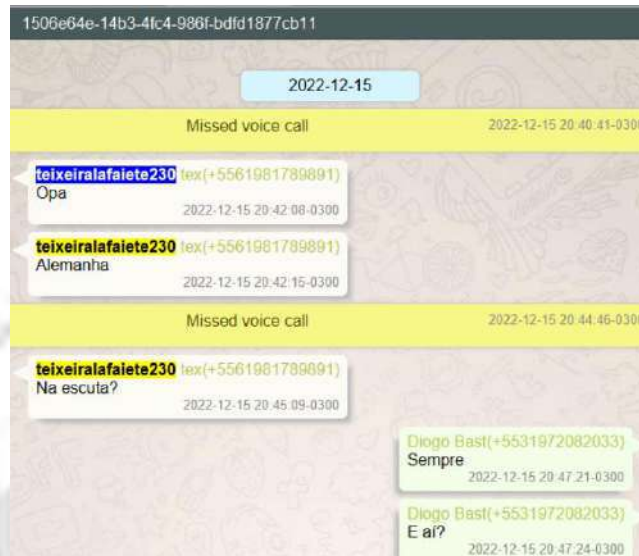 1506e64e-14b3-4fc4-986f-bdfd1877cb11
2022-12-15
Missed voice call 2022-12-15 20:40:41-0300
teixeiralafaiete230 tex(+5561981789891)
Opa
2022-12-15 20:42:08-0300
teixeiralafaiete230 tex(+5561981789891)
Alemanha
2022-12-15 20:42:15-0300
Missed voice call 2022-12-15 20:44:46-0300
teixeiralafaiete230 tex(+5561981789891)
Na escuta?
2022-12-15 20:45:09-0300
Diogo Bast(+5531972082033)
Sempre
2022-12-15 20:47:21-0300
Diogo Bast(+5531972082033)
E aí?
2022-12-15 20:47:24-0300